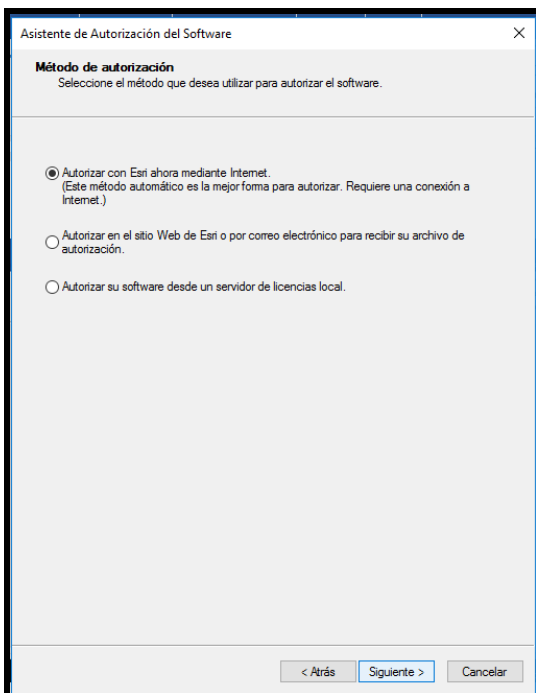 Asistente de Autorización del Software
Método de autorización
Seleccione el método que desea utilizar para autorizar el software.
Autorizar con Esri ahora mediante Internet.
(Este método automático es la mejor forma para autorizar. Requiere una conexión a
Internet.)
Autorizar en el sitio Web de Esri o por correo electrónico para recibir su archivo de
autorización.
Autorizar su software desde un servidor de licencias local.
< Atrás
Siguiente >
Cancelar